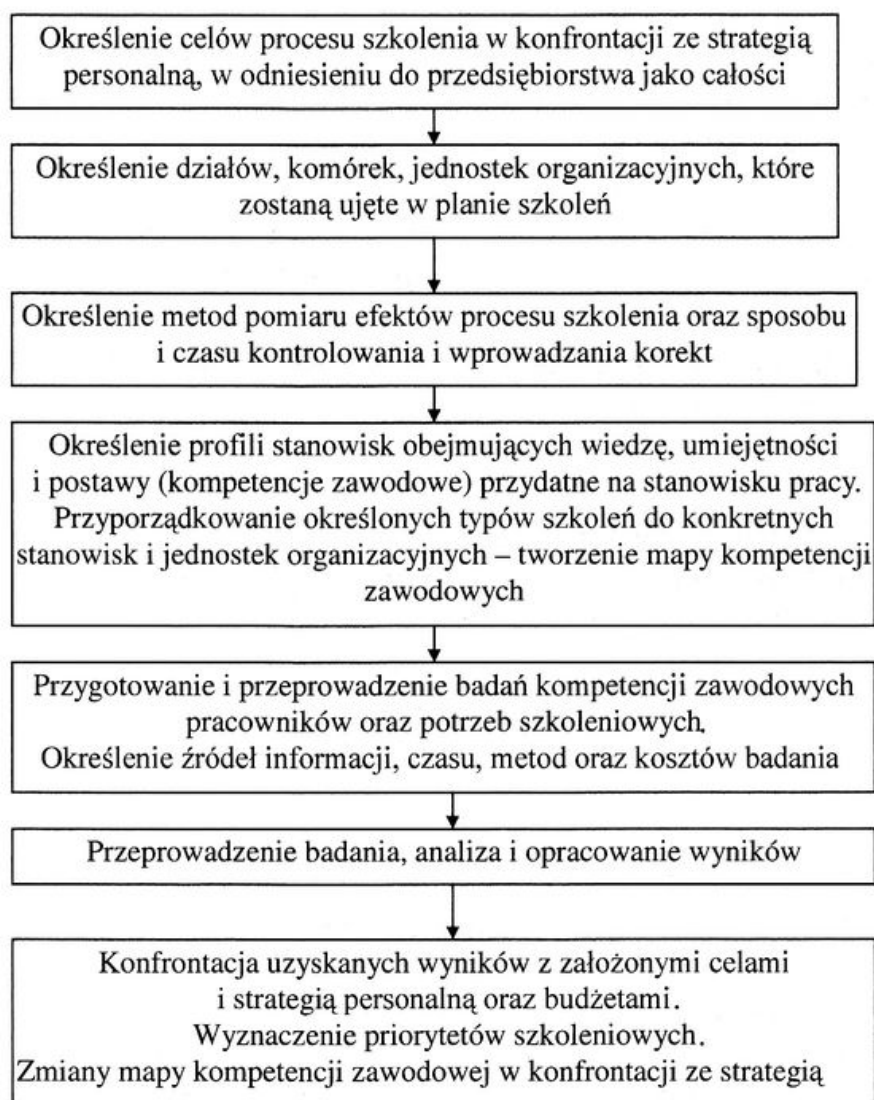 Określenie celów procesu szkolenia w konfrontacji ze strategią
personalną, w odniesieniu do przedsiębiorstwa jako całości
Określenie działów, komórek, jednostek organizacyjnych, które
zostaną ujęte w planie szkoleń
Określenie metod pomiaru efektów procesu szkolenia oraz sposobu
i czasu kontrolowania i wprowadzania korekt
Określenie profili stanowisk obejmujących wiedzę, umiejętności
i postawy (kompetencje zawodowe) przydatne na stanowisku pracy.
Przyporządkowanie określonych typów szkoleń do konkretnych
stanowisk i jednostek organizacyjnych – tworzenie mapy kompetencji
zawodowych
Przygotowanie i przeprowadzenie badań kompetencji zawodowych
pracowników oraz potrzeb szkoleniowych.
Określenie źródeł informacji, czasu, metod oraz kosztów badania
Przeprowadzenie badania, analiza i opracowanie wyników
Konfrontacja uzyskanych wyników z założonymi celami
i strategią personalną oraz budżetami.
Wyznaczenie priorytetów szkoleniowych.
Zmiany mapy kompetencji zawodowej w konfrontacji ze strategią